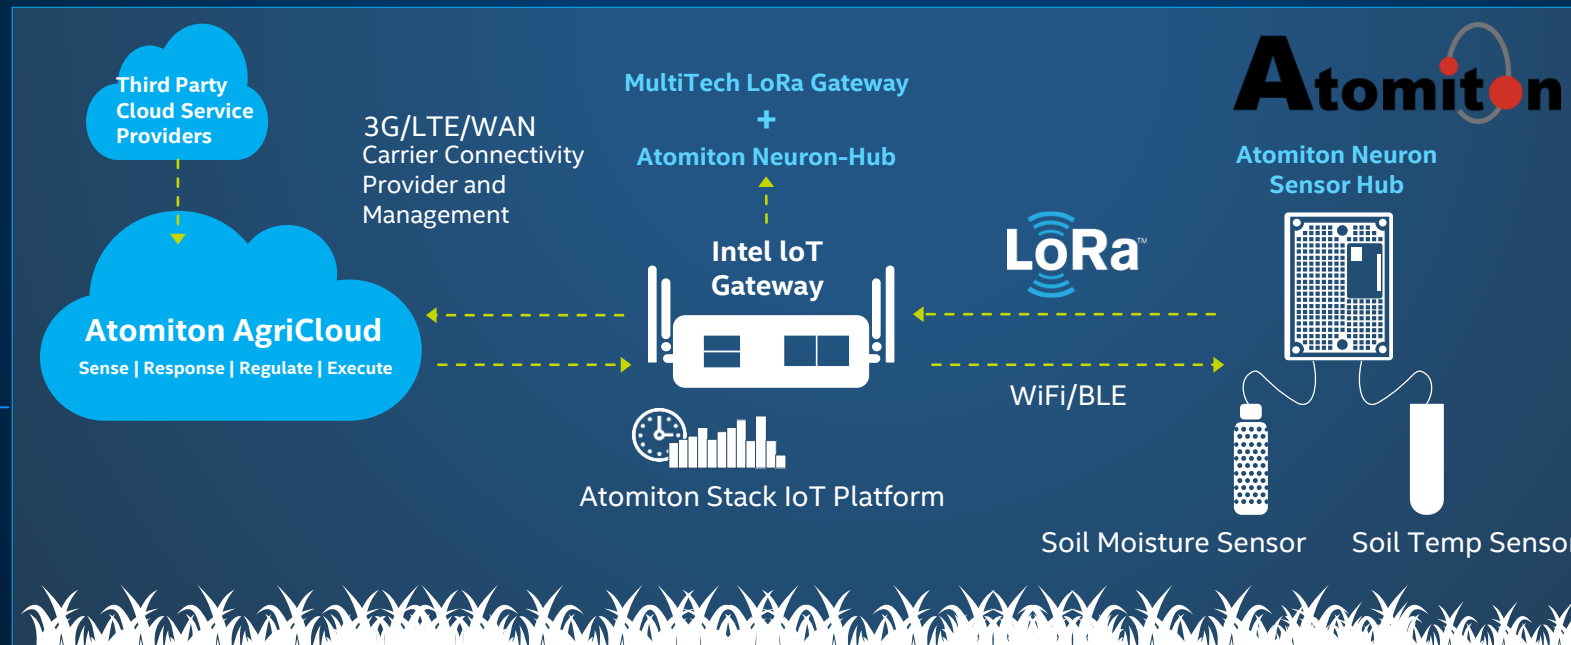 Third Party
Cloud Service
Providers
3G/LTE/WAN
Carrier Connectivity
Provider and
Management
MultiTech LoRa Gateway
+
Atomiton Neuron-Hub
Atomiton
Atomiton Neuron
Sensor Hub
Intel loT
Gateway
LoRa™
Atomiton AgriCloud
Sense | Response | Regulate | Execute
WiFi/BLE
Atomiton Stack IoT Platform
Soil Moisture Sensor
Soil Temp Sensor